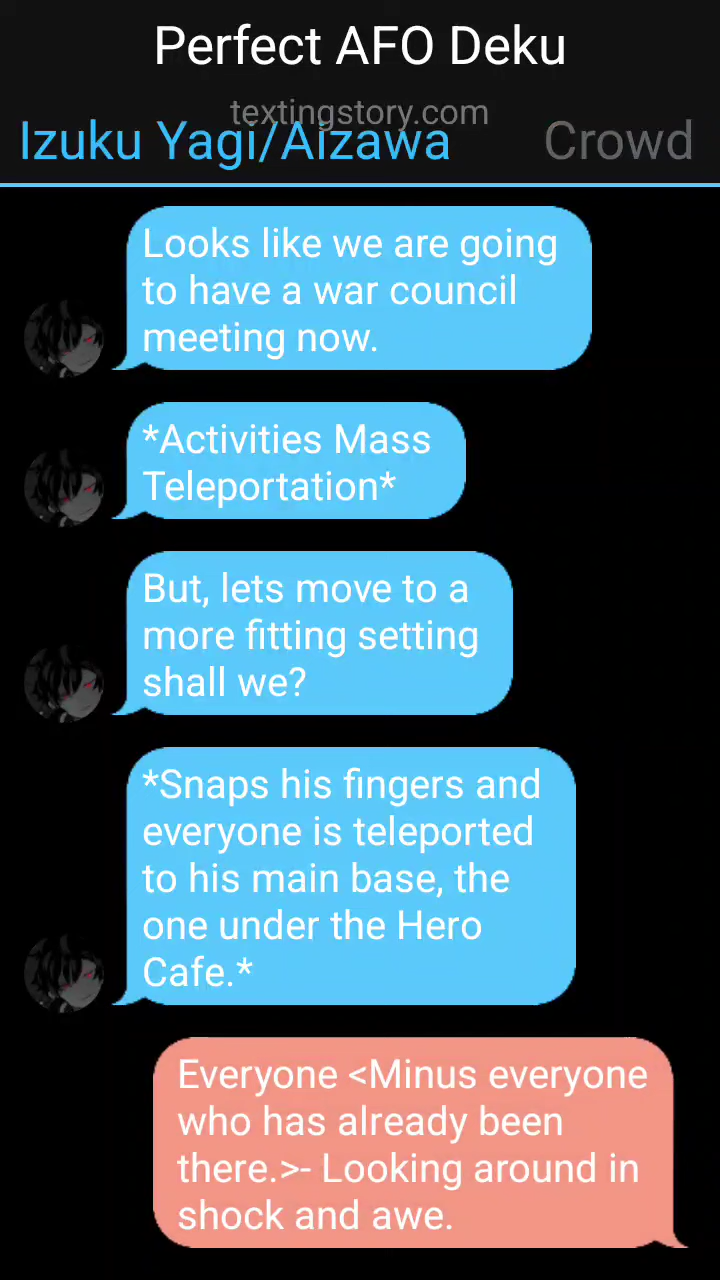 Perfect AFO Deku
textingstory.com
Izuku Yagi/Aizawa Crowd
Looks like we are going
to have a war council
meeting now.
*Activities Mass
Teleportation*
But, lets move to a
more fitting setting
shall we?
*Snaps his fingers and
everyone is teleported
to his main base, the
one under the Hero
Cafe.*
Everyone <Minus everyone
who has already been
there.>- Looking around in
shock and awe.